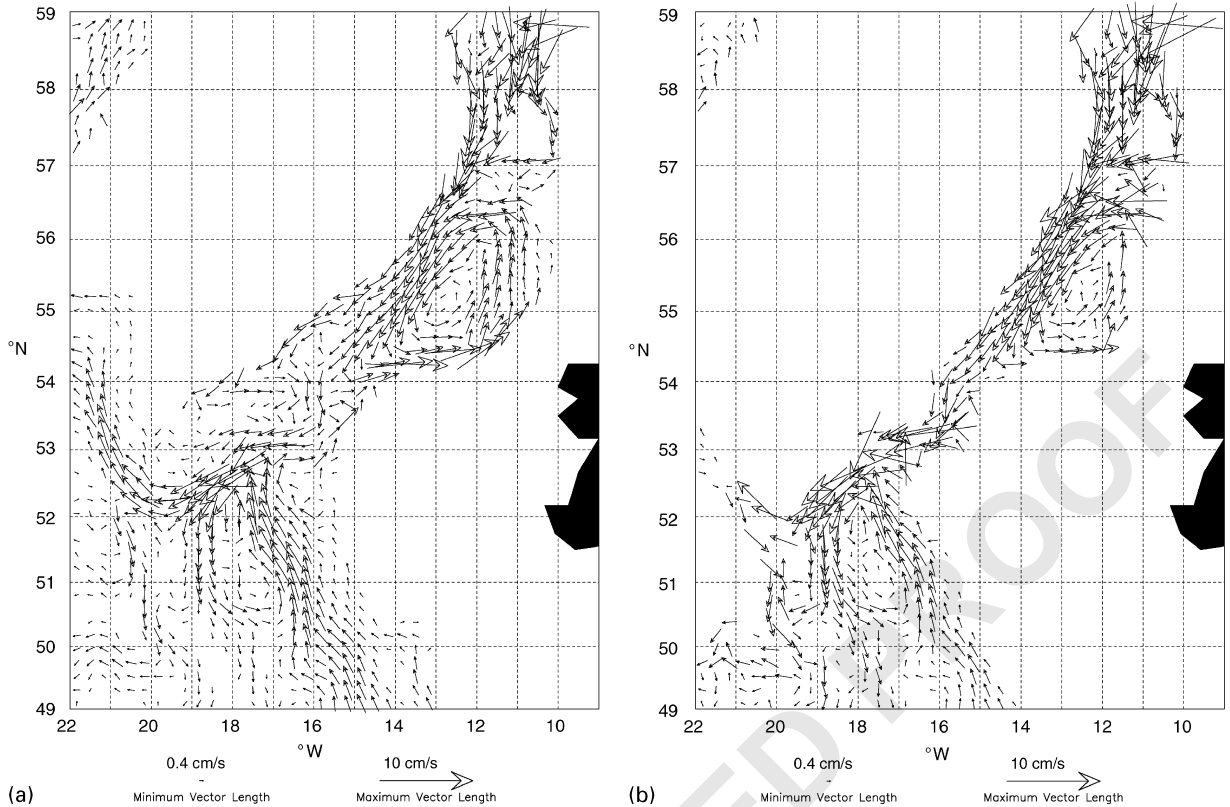 59
58
57
56
55
°N
54
53
52
51
50
49
22 20 18 16 14 12 10
°W
0.4 cm/s 10 cm/s
(a) Minimum Vector Length Maximum Vector Length
59
58
57
56
55
°N
54
53
52
51
50
49
22 20 18 16 14 12 10
°W
0.4 cm/s 10 cm/s
(b) Minimum Vector Length Maximum Vector Length
ED PROOF